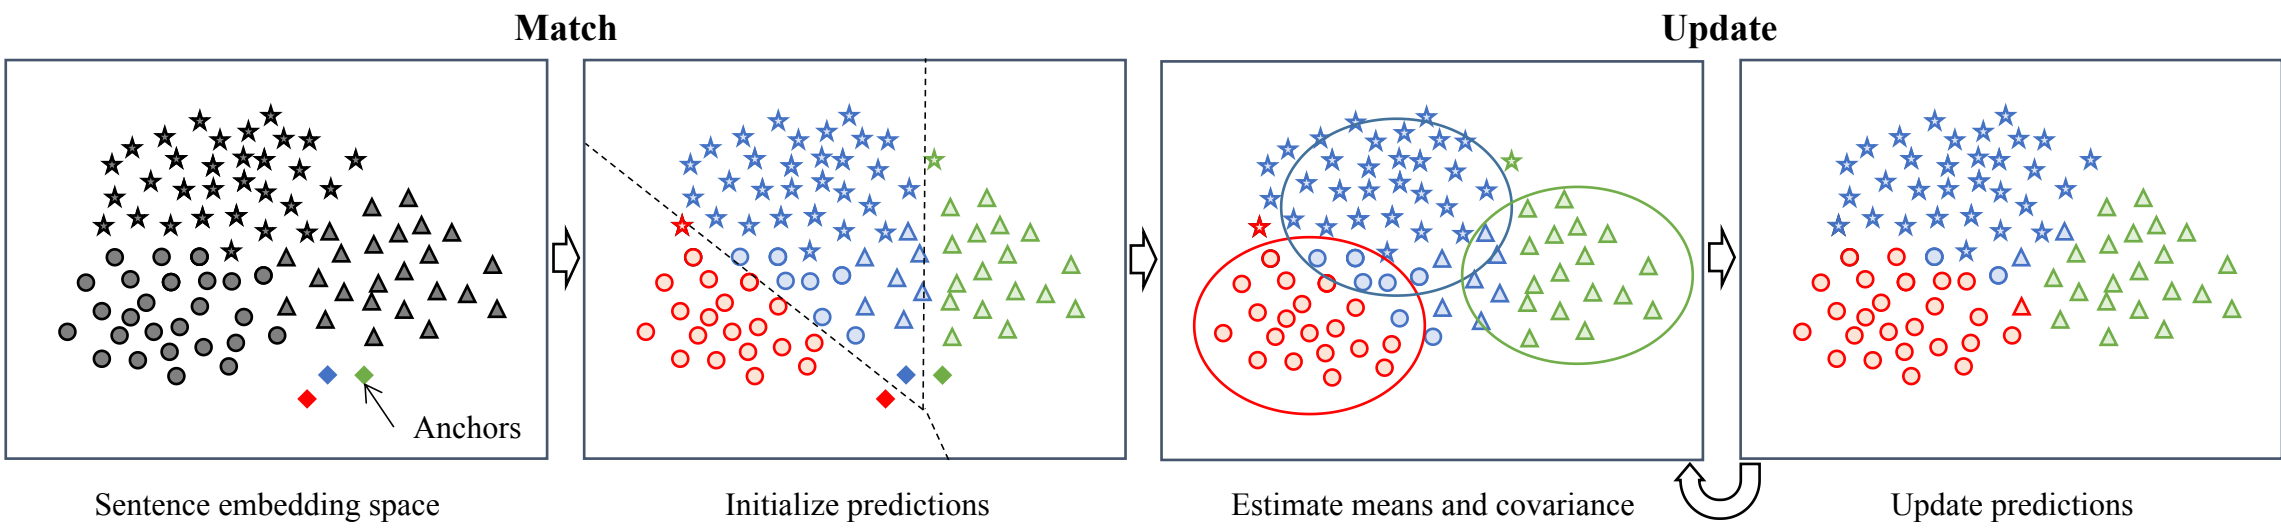 Match
Update
Anchors
Sentence embedding space
Initialize predictions
Estimate means and covariance
Update predictions